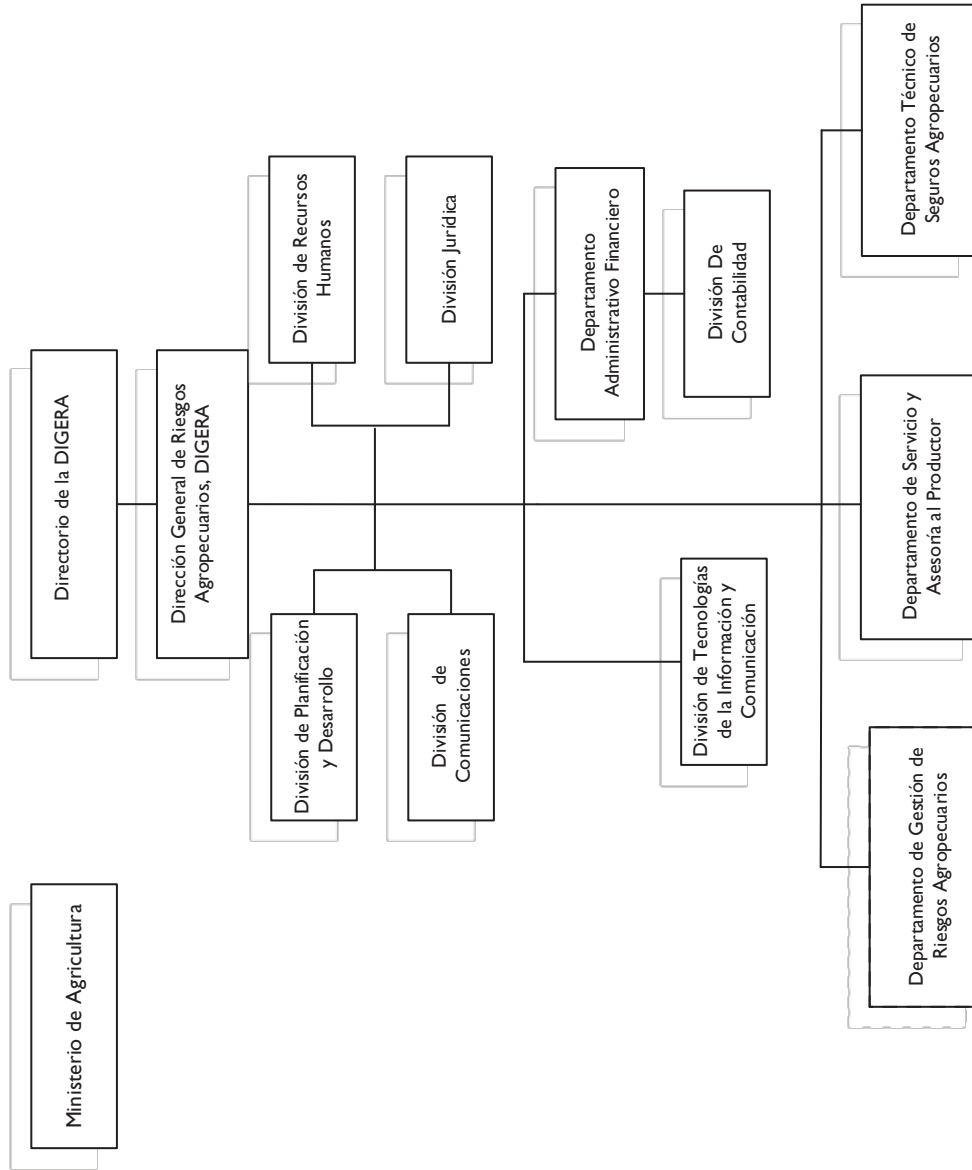 Ministerio de Agricultura
Directorio de la DIGERA
Dirección General de Riesgos
Agropecuarios, DIGERA
División de Planificación
y Desarrollo
División de Recursos
Humanos
División de
Comunicaciones
División Jurídica
División de Tecnologías
de la Información y
Comunicación
Departamento
Administrativo Financiero
División De
Contabilidad
Departamento de Gestión de
Riesgos Agropecuarios
Departamento de Servicio y
Asesoría al Productor
Departamento Técnico de
Seguros Agropecuarios